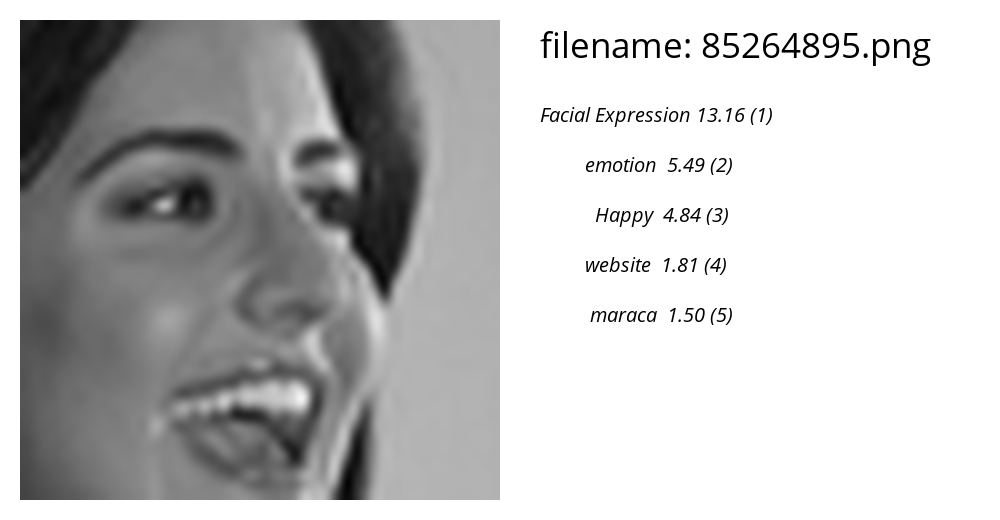 filename: 85264895.png
Facial Expression 13.16 (1)
emotion 5.49 (2)
Happy 4.84 (3)
website 1.81 (4)
maraca 1.50 (5)